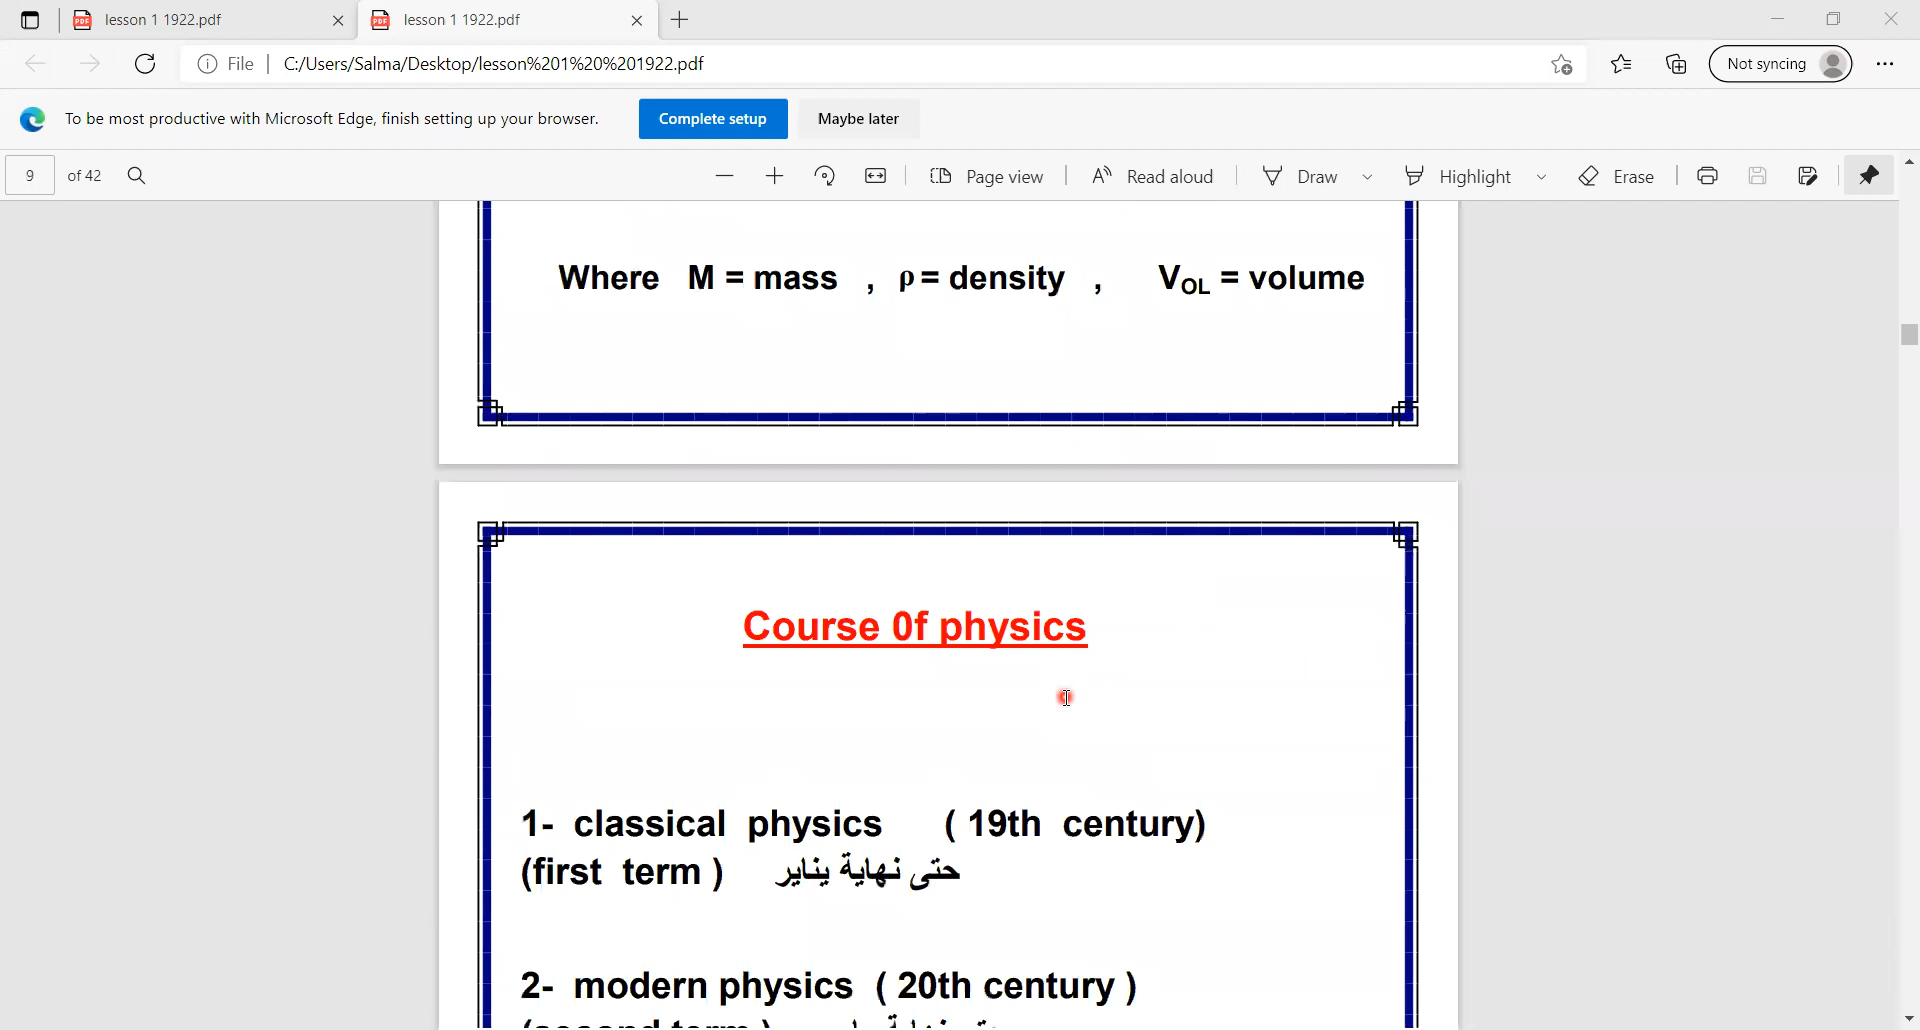 lesson 1 1922.pdf
lesson 1 1922.pdf
File
C:/Users/Salma/Desktop/lesson%201%20%201922.pdf
Not syncing
To be most productive with Microsoft Edge, finish setting up your browser.
Complete setup
Maybe later
9 of 42
Page view
Read aloud
Draw
Highlight
Erase
Where M = mass , ρ = density , VOL = volume
Course 0f physics
1- classical physics ( 19th century)
(first term ) حتى نهاية يناير
2- modern physics ( 20th century )
(second term )